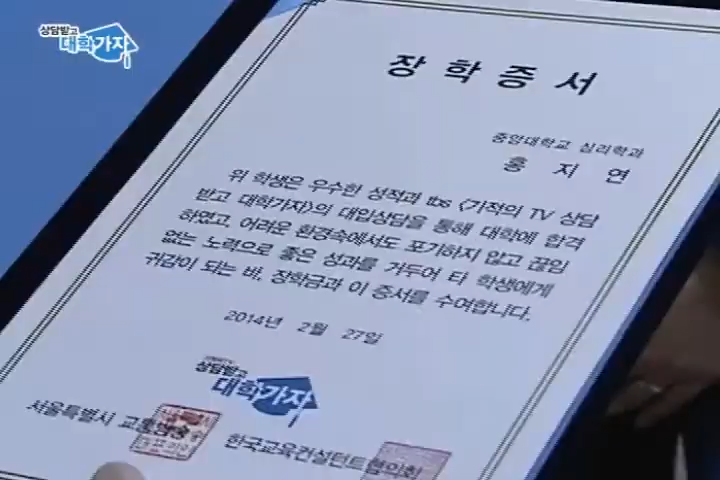 상담받고
대학가자
장학증서
중앙대학교 심리학과
홍지연
위 학생은 우수한 성적과 tbs <기적의 TV 상담
받고 대학가자>의 대입상담을 통해 대학에 합격
하였고, 어려운 환경속에서도 포기하지 않고 끊임
없는 노력으로 좋은 성과를 거두어 타 학생에게
귀감이 되는 바, 장학금과 이 증서를 수여합니다.
2014년 2월 27일
상담받고
대학가자
서울특별시 교통방송
한국교육컨설턴트협의회